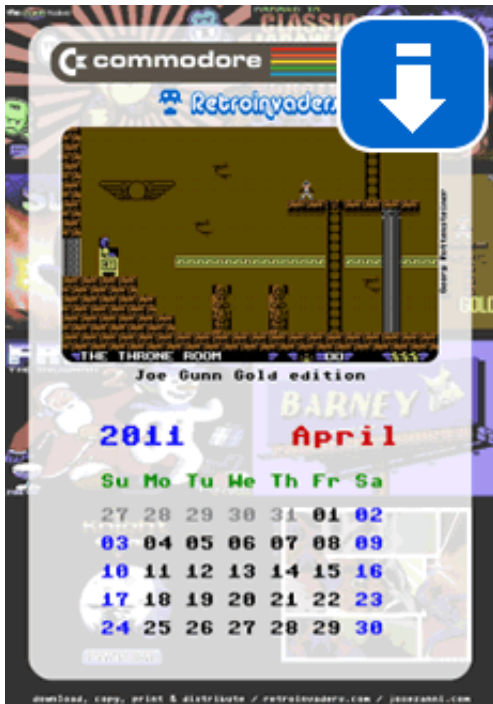 commodore
Retroinvaders
Georg Rottensteiner
THE THRONE ROOM
Joe Gunn Gold edition
BARNEY
GOLD
2011 April
Su Mo Tu We Th Fr Sa
27 28 29 30 31 01 02
03 04 05 06 07 08 09
10 11 12 13 14 15 16
17 18 19 20 21 22 23
24 25 26 27 28 29 30
download, copy, print & distribute / retroinvaders.com / josezanni.com